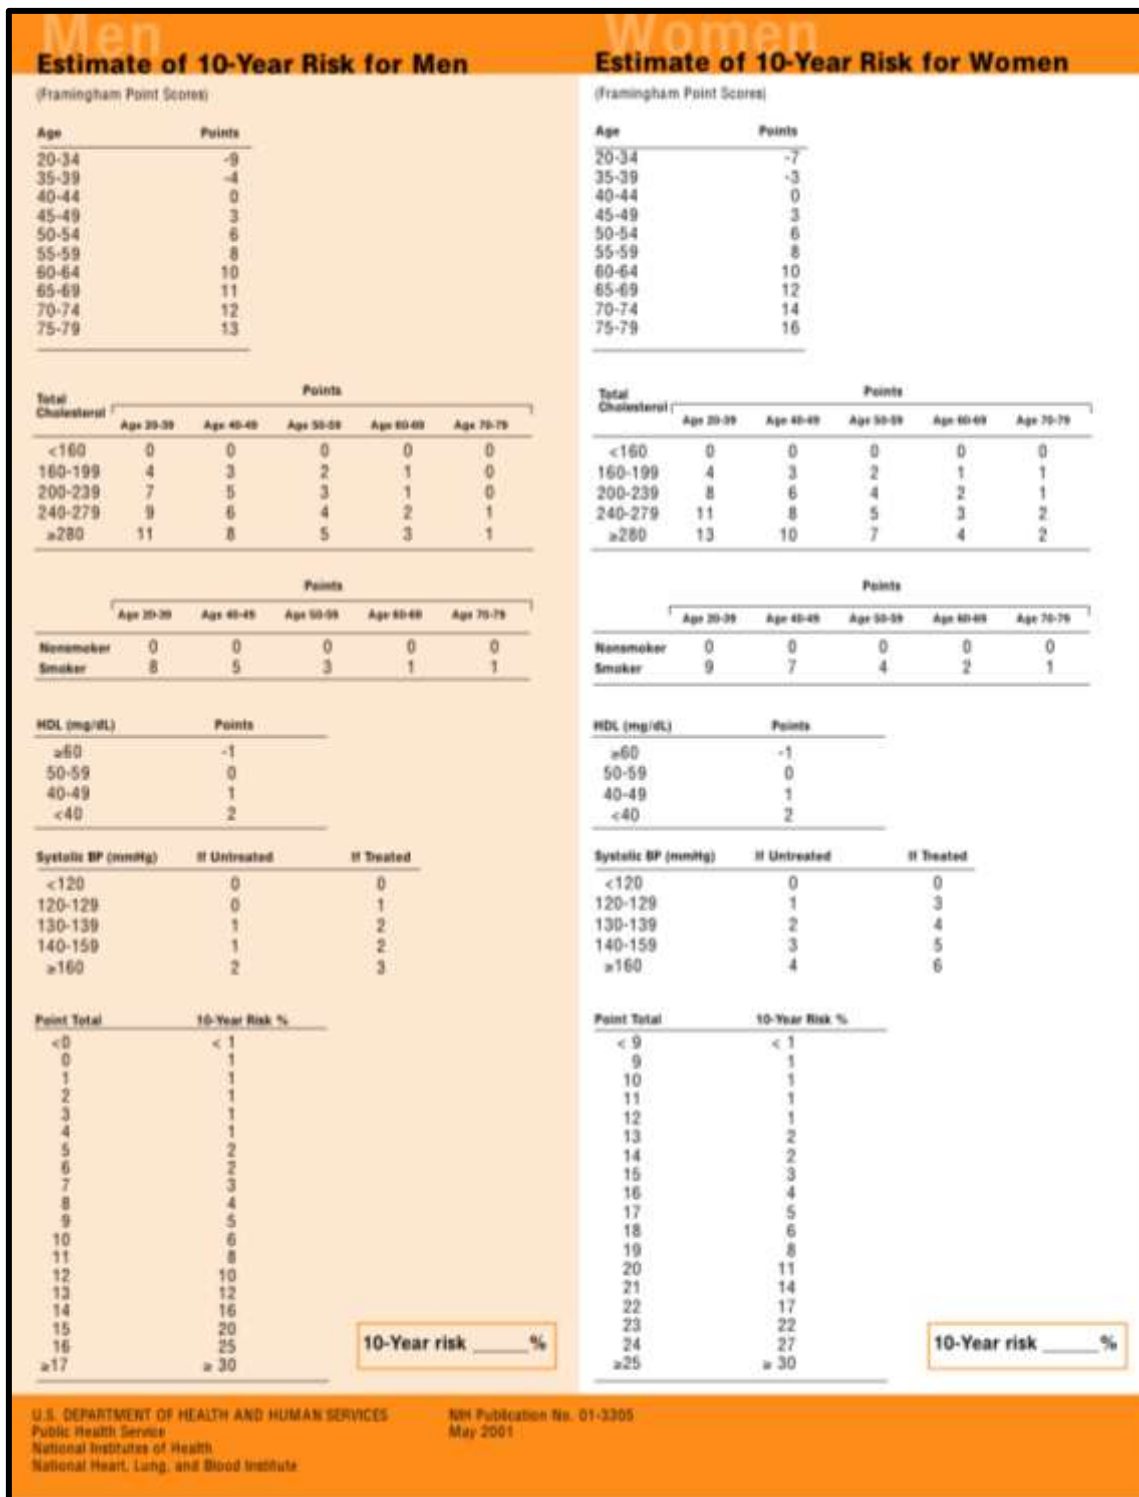 Men
Estimate of 10-Year Risk for Men
(Framingham Point Scores)
Age Points
20-34 -9
35-39 -4
40-44 0
45-49 3
50-54 6
55-59 8
60-64 10
65-69 11
70-74 12
75-79 13
Points
Total
Cholesterol
Age 20-39 Age 40-49 Age 50-59 Age 60-69 Age 70-79
<160 0 0 0 0 0
160-199 4 3 2 1 0
200-239 7 5 3 1 0
240-279 9 6 4 2 1
≥280 11 8 5 3 1
Points
Age 20-39 Age 40-49 Age 50-59 Age 60-69 Age 70-79
Nonsmoker 0 0 0 0 0
Smoker 8 5 3 1 1
HDL (mg/dL) Points
≥60 -1
50-59 0
40-49 1
<40 2
Systolic BP (mmHg) If Untreated If Treated
<120 0 0
120-129 0 1
130-139 1 2
140-159 1 2
≥160 2 3
Point Total 10-Year Risk %
<0 < 1
0 1
1 1
2 1
3 1
4 1
5 2
6 2
7 3
8 4
9 5
10 6
11 8
12 10
13 12
14 16
15 20
16 25
≥17 ≥ 30
10-Year risk ______%
Women
Estimate of 10-Year Risk for Women
(Framingham Point Scores)
Age Points
20-34 -7
35-39 -3
40-44 0
45-49 3
50-54 6
55-59 8
60-64 10
65-69 12
70-74 14
75-79 16
Points
Total
Cholesterol
Age 20-39 Age 40-49 Age 50-59 Age 60-69 Age 70-79
<160 0 0 0 0 0
160-199 4 3 2 1 1
200-239 8 6 4 2 1
240-279 11 8 5 3 2
≥280 13 10 7 4 2
Points
Age 20-39 Age 40-49 Age 50-59 Age 60-69 Age 70-79
Nonsmoker 0 0 0 0 0
Smoker 9 7 4 2 1
HDL (mg/dL) Points
≥60 -1
50-59 0
40-49 1
<40 2
Systolic BP (mmHg) If Untreated If Treated
<120 0 0
120-129 1 3
130-139 2 4
140-159 3 5
≥160 4 6
Point Total 10-Year Risk %
< 9 < 1
9 1
10 1
11 1
12 1
13 2
14 2
15 3
16 4
17 5
18 6
19 8
20 11
21 14
22 17
23 22
24 27
≥25 ≥ 30
10-Year risk ______%
U.S. DEPARTMENT OF HEALTH AND HUMAN SERVICES
Public Health Service
National Institutes of Health
National Heart, Lung, and Blood Institute
NIH Publication No. 01-3305
May 2001